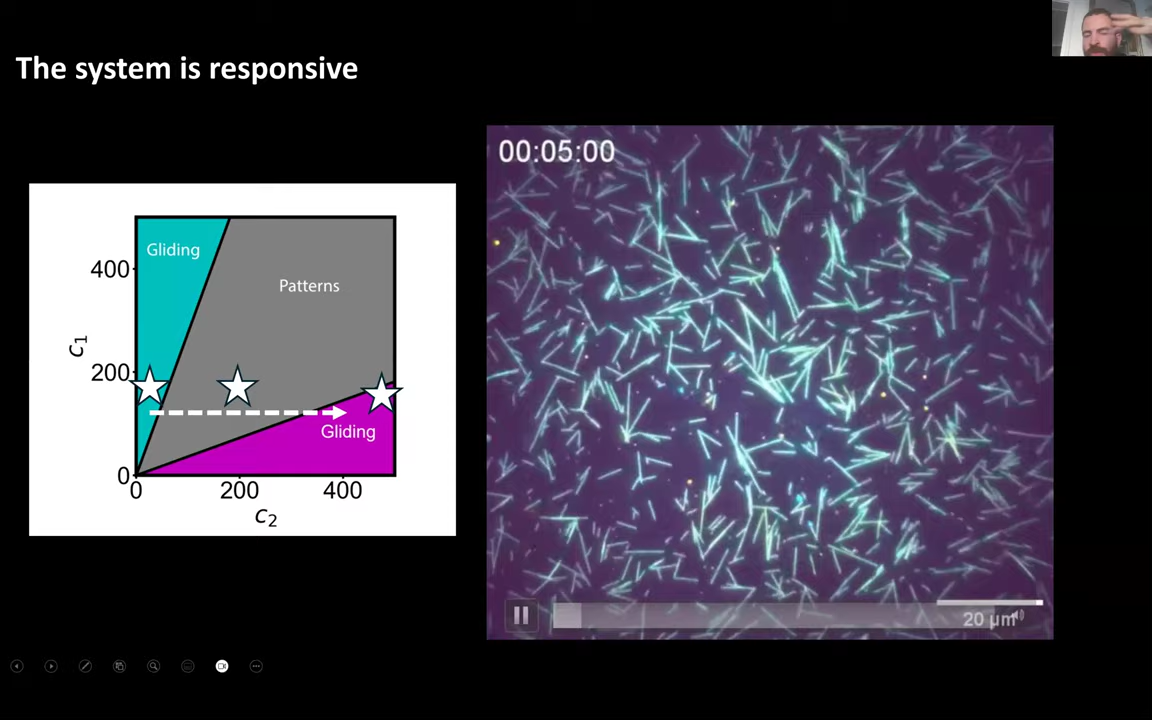 The system is responsive
00:05:00
Gliding
Patterns
Gliding
400
200
0
0 200 400
c1
c2
20 μm